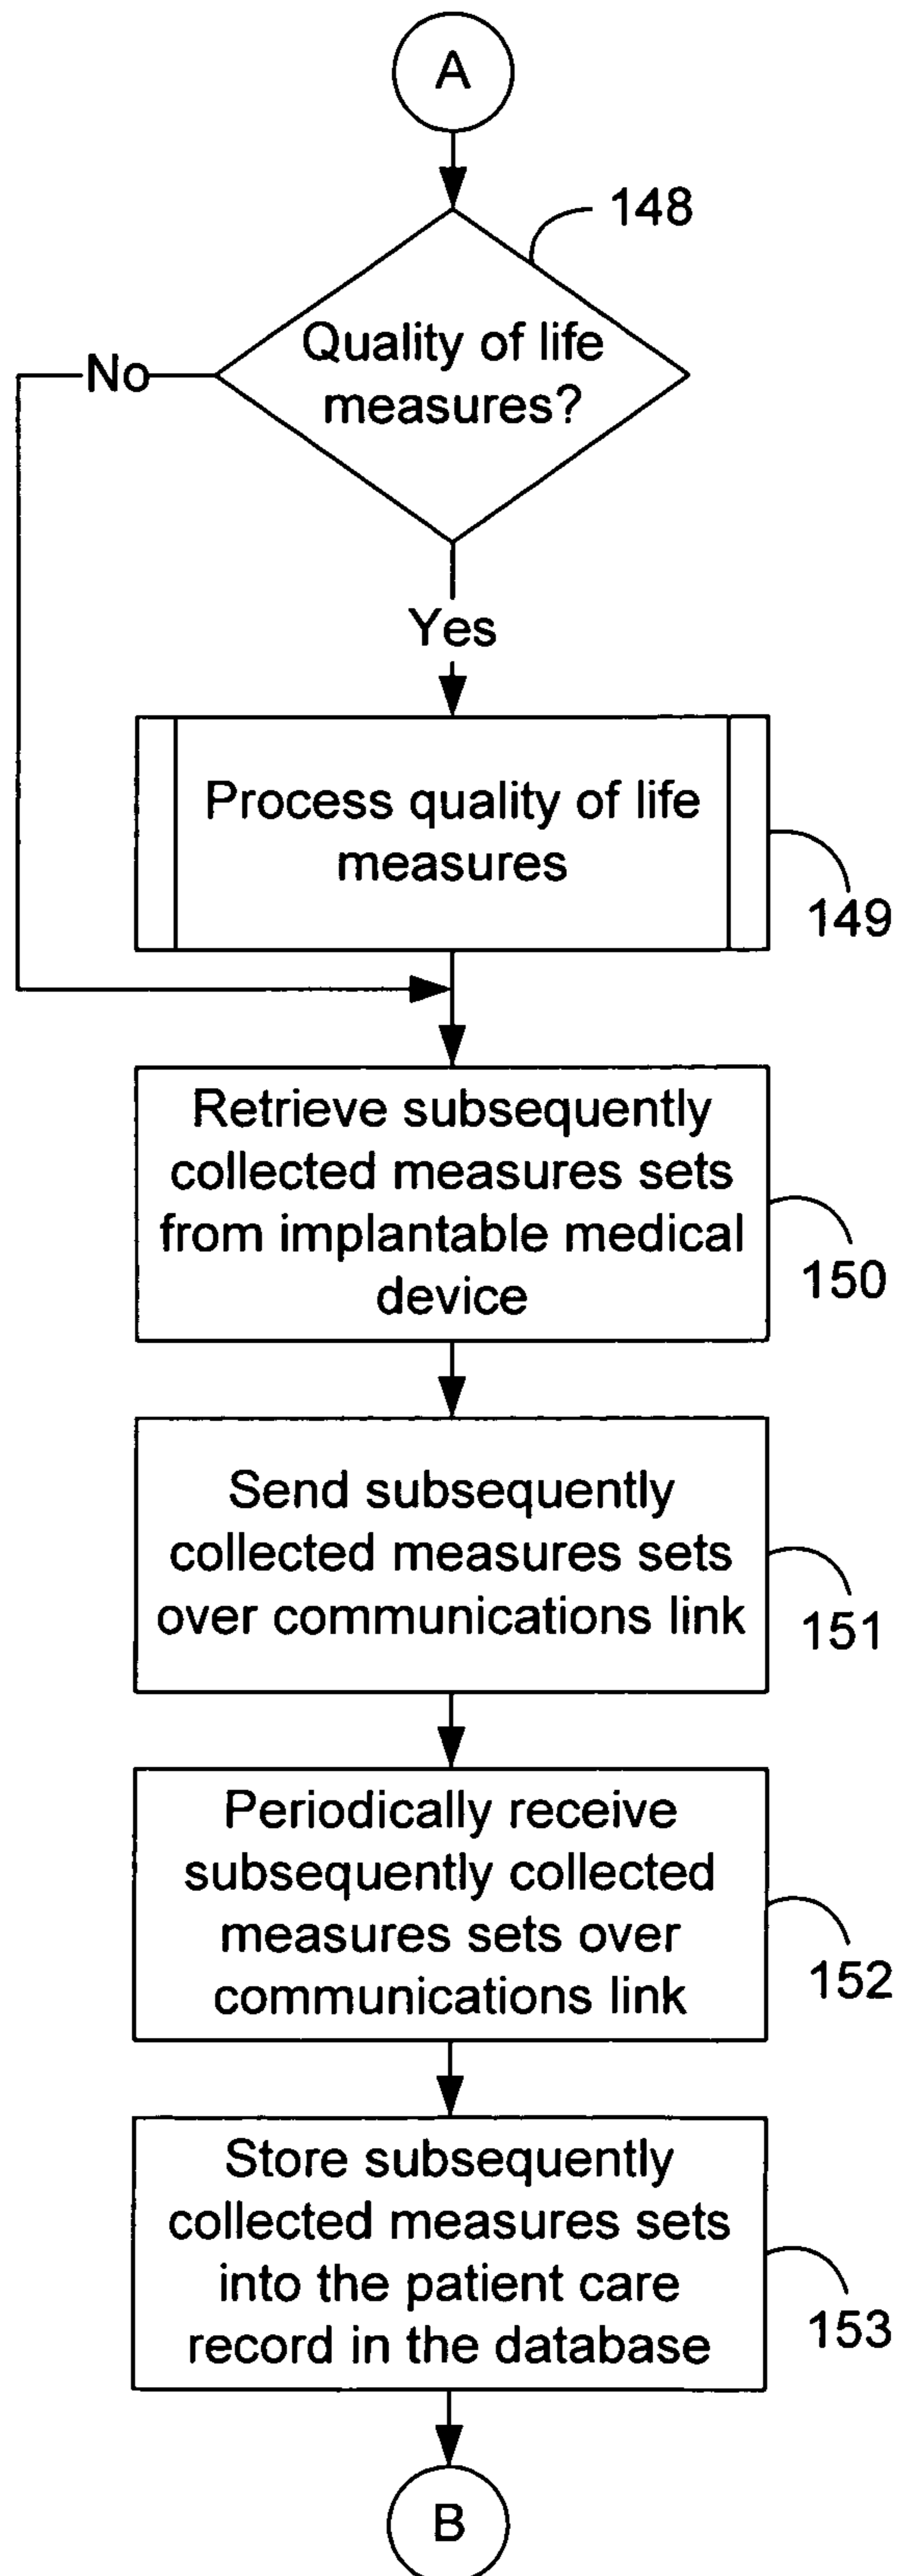 A
148
Quality of life
measures?
No
Yes
Process quality of life
measures
149
Retrieve subsequently
collected measures sets
from implantable medical
device
150
Send subsequently
collected measures sets
over communications link
151
Periodically receive
subsequently collected
measures sets over
communications link
152
Store subsequently
collected measures sets
into the patient care
record in the database
153
B